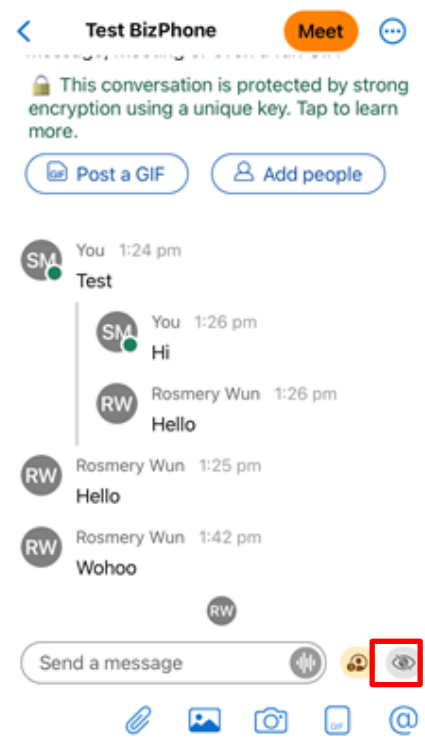 Test BizPhone
Meet
This conversation is protected by strong
encryption using a unique key. Tap to learn
more.
GIF Post a GIF
Add people
SM You 1:24 pm
Test
SM You 1:26 pm
Hi
RW Rosmery Wun 1:26 pm
Hello
RW Rosmery Wun 1:25 pm
Hello
RW Rosmery Wun 1:42 pm
Wohoo
RW
Send a message
GIF @